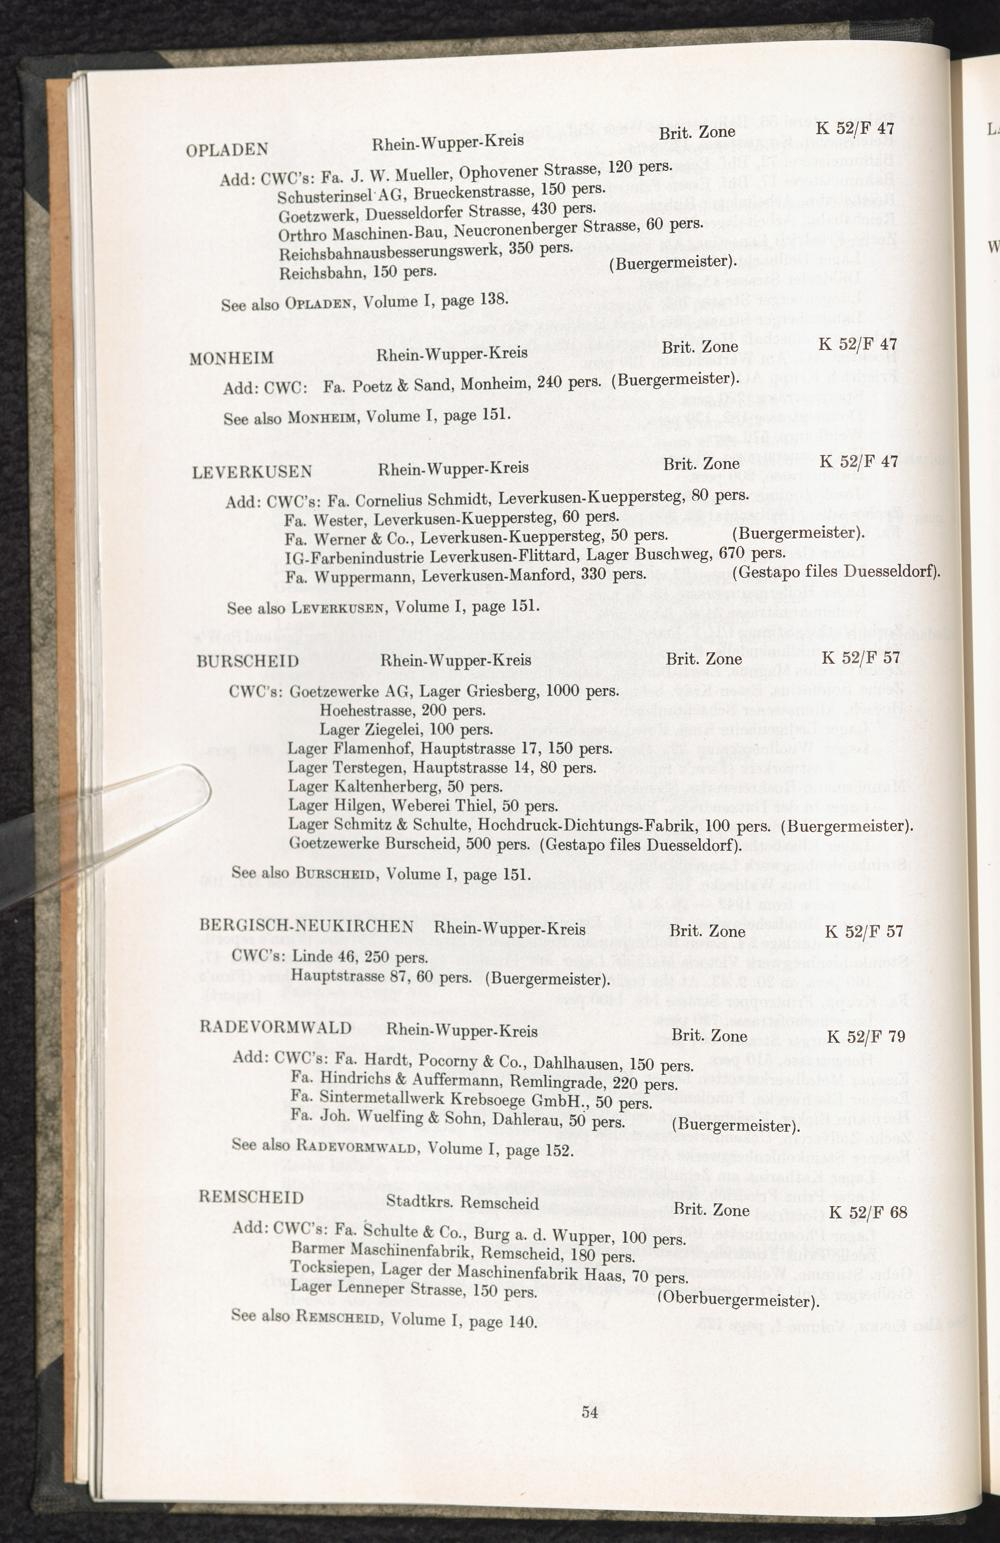 OPLADEN Rhein-Wupper-Kreis Brit. Zone K 52/F 47
Add: CWC's: Fa. J. W. Mueller, Ophovener Strasse, 120 pers.
Schusterinsel AG, Brueckenstrasse, 150 pers.
Goetzwerk, Duesseldorfer Strasse, 430 pers.
Orthro Maschinen-Bau, Neucronenberger Strasse, 60 pers.
Reichsbahnausbesserungswerk, 350 pers.
Reichsbahn, 150 pers. (Buergermeister).
See also OPLADEN, Volume I, page 138.
MONHEIM Rhein-Wupper-Kreis Brit. Zone K 52/F 47
Add: CWC: Fa. Poetz & Sand, Monheim, 240 pers. (Buergermeister).
See also MONHEIM, Volume I, page 151.
LEVERKUSEN Rhein-Wupper-Kreis Brit. Zone K 52/F 47
Add: CWC's: Fa. Cornelius Schmidt, Leverkusen-Kueppersteg, 80 pers.
Fa. Wester, Leverkusen-Kueppersteg, 60 pers.
Fa. Werner & Co., Leverkusen-Kueppersteg, 50 pers. (Buergermeister).
IG-Farbenindustrie Leverkusen-Flittard, Lager Buschweg, 670 pers.
Fa. Wuppermann, Leverkusen-Manford, 330 pers. (Gestapo files Duesseldorf).
See also LEVERKUSEN, Volume I, page 151.
BURSCHEID Rhein-Wupper-Kreis Brit. Zone K 52/F 57
CWC's: Goetzewerke AG, Lager Griesberg, 1000 pers.
Hoehestrasse, 200 pers.
Lager Ziegelei, 100 pers.
Lager Flamenhof, Hauptstrasse 17, 150 pers.
Lager Terstegen, Hauptstrasse 14, 80 pers.
Lager Kaltenherberg, 50 pers.
Lager Hilgen, Weberei Thiel, 50 pers.
Lager Schmitz & Schulte, Hochdruck-Dichtungs-Fabrik, 100 pers. (Buergermeister).
Goetzewerke Burscheid, 500 pers. (Gestapo files Duesseldorf).
See also BURSCHEID, Volume I, page 151.
BERGISCH-NEUKIRCHEN Rhein-Wupper-Kreis Brit. Zone K 52/F 57
CWC's: Linde 46, 250 pers.
Hauptstrasse 87, 60 pers. (Buergermeister).
RADEVORMWALD Rhein-Wupper-Kreis Brit. Zone K 52/F 79
Add: CWC's: Fa. Hardt, Pocorny & Co., Dahlhausen, 150 pers.
Fa. Hindrichs & Auffermann, Remlingrade, 220 pers.
Fa. Sintermetallwerk Krebsoege GmbH., 50 pers.
Fa. Joh. Wuelfing & Sohn, Dahlerau, 50 pers. (Buergermeister).
See also RADEVORMWALD, Volume I, page 152.
REMSCHEID Stadtkrs. Remscheid Brit. Zone K 52/F 68
Add: CWC's: Fa. Schulte & Co., Burg a. d. Wupper, 100 pers.
Barmer Maschinenfabrik, Remscheid, 180 pers.
Tocksiepen, Lager der Maschinenfabrik Haas, 70 pers.
Lager Lenneper Strasse, 150 pers. (Oberbuergermeister).
See also REMSCHEID, Volume I, page 140.
54